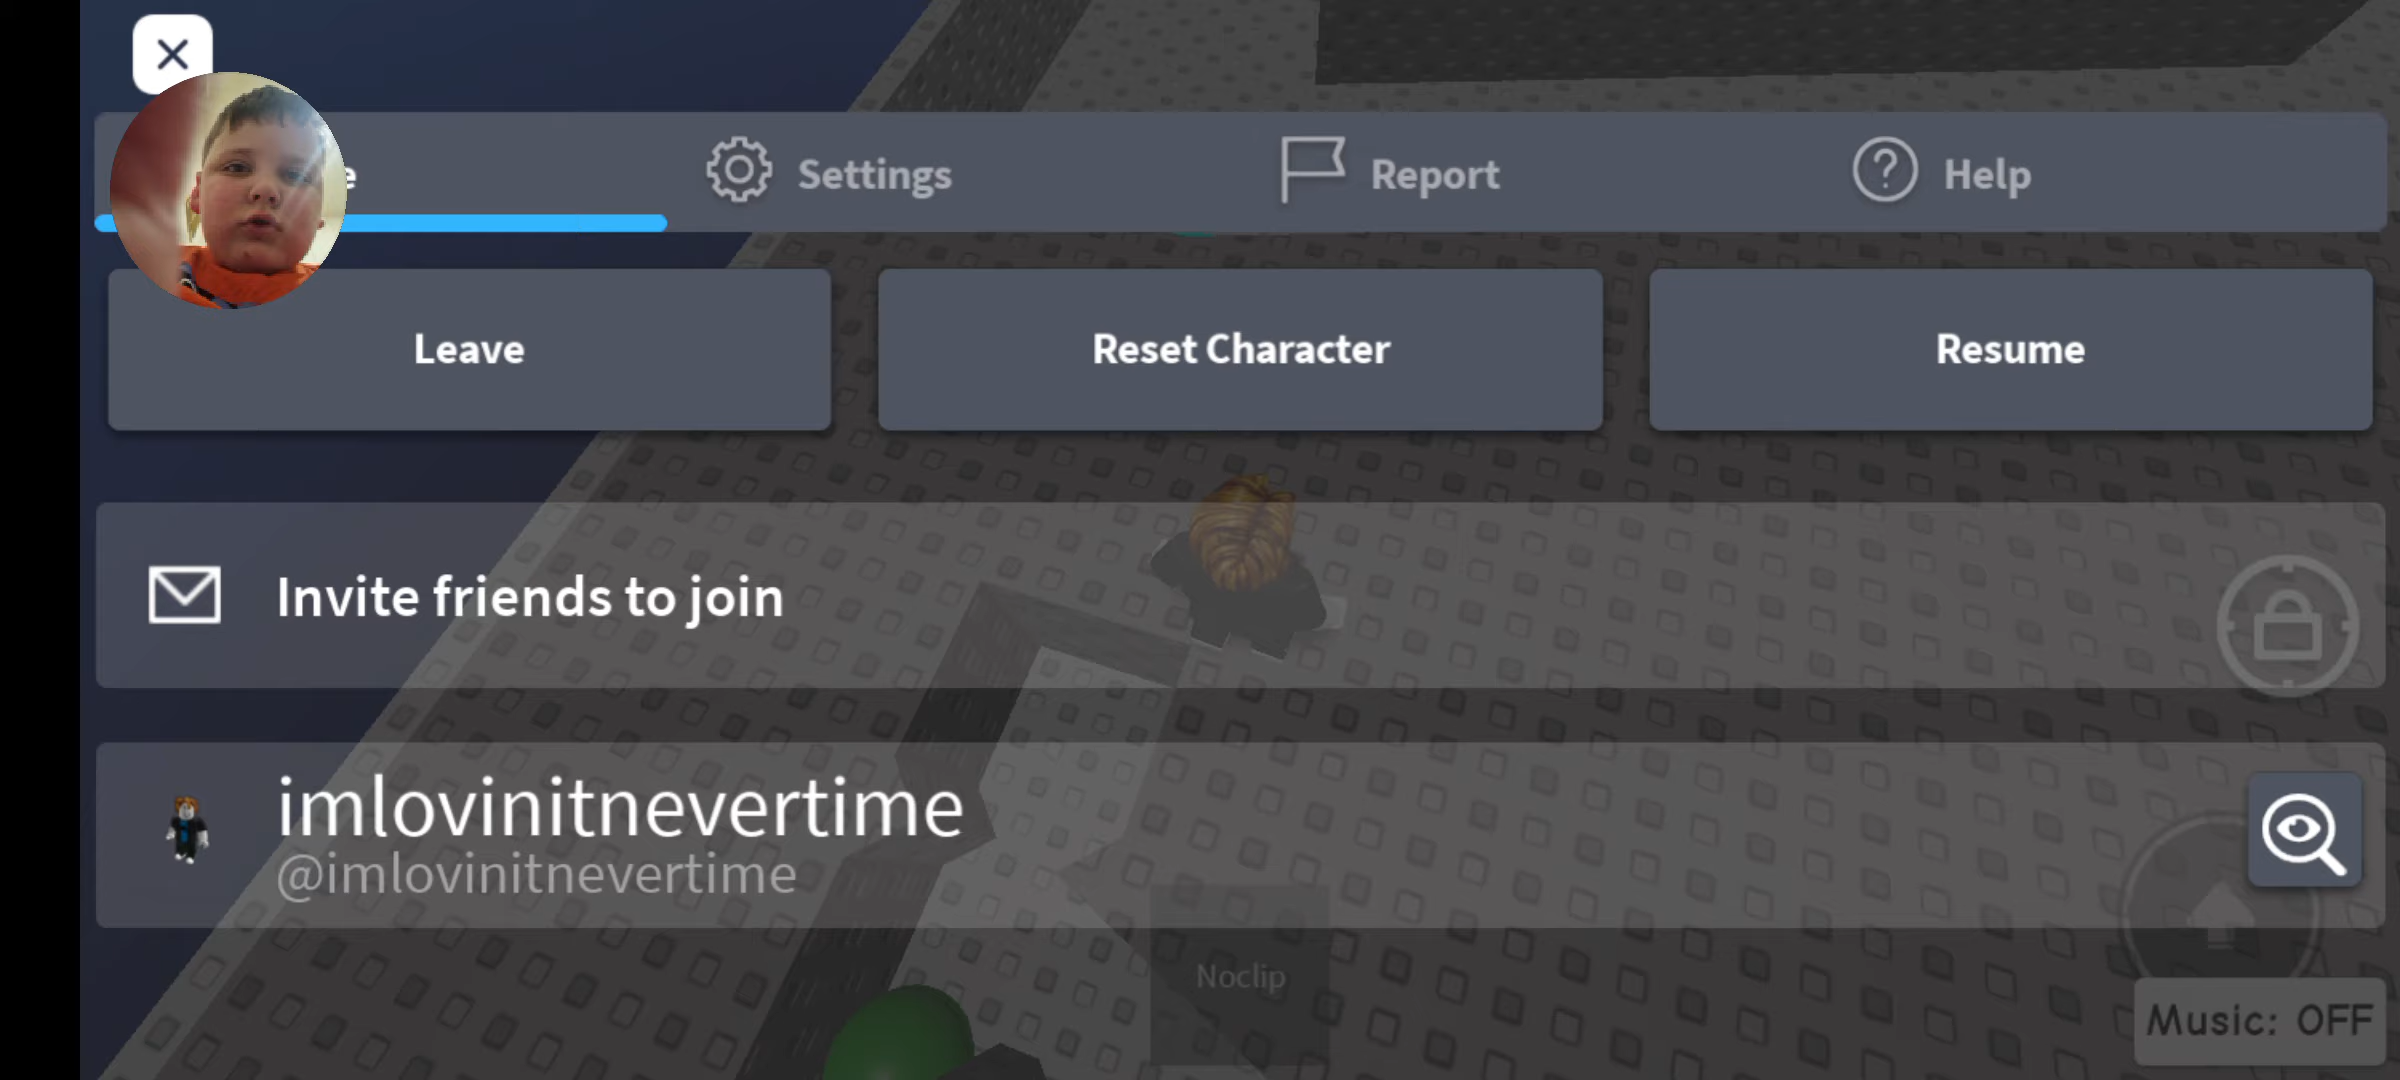 e
Settings
Report
Help
Leave
Reset Character
Resume
Invite friends to join
imlovinitnevertime
@imlovinitnevertime
Noclip
Music: OFF